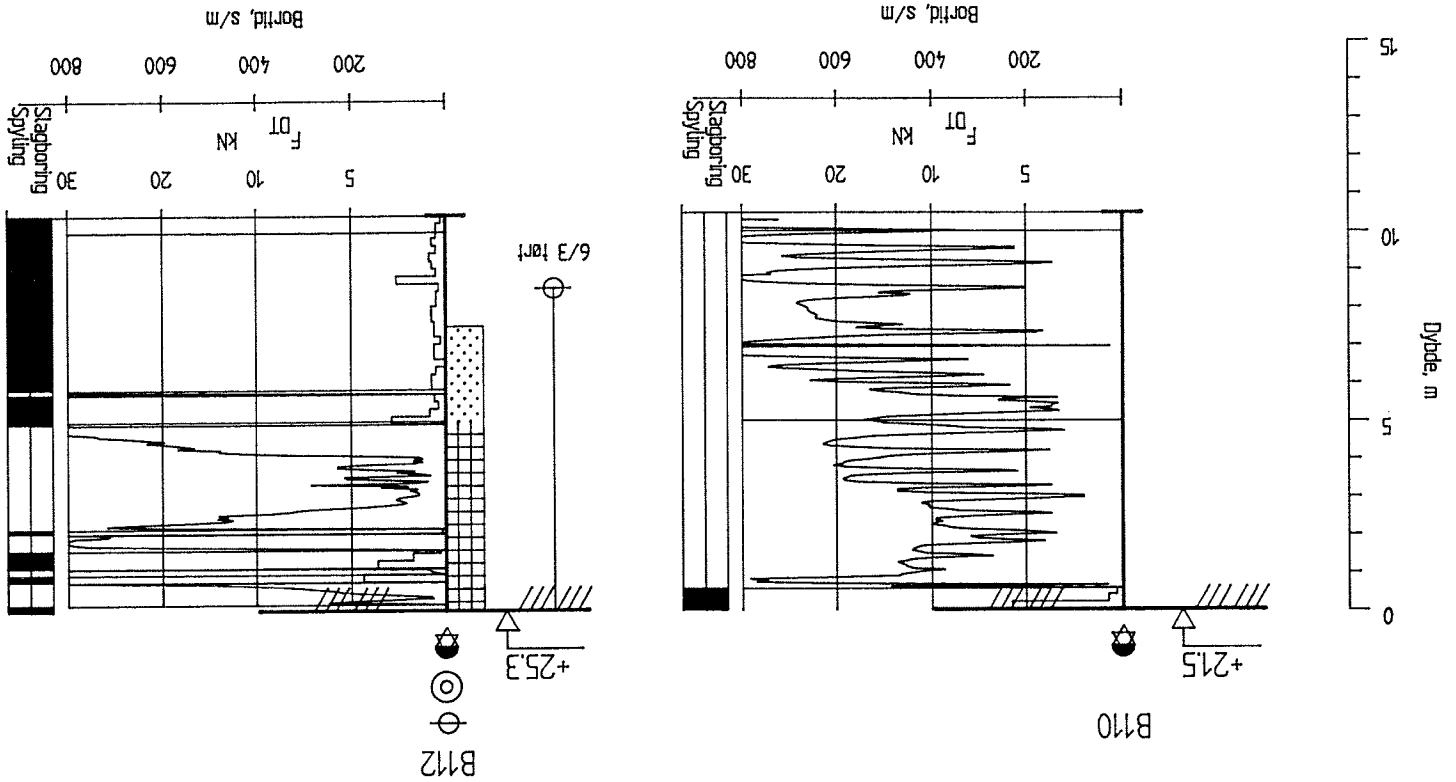 B110
B112
+21.5
+25.3
Dybde, m
0
5
10
15
6/3 tørt
5 10 20 30
F DT kN
Slagboring
Spyling
200 400 600 800
Bortid, s/m
5 10 20 30
F DT kN
Slagboring
Spyling
200 400 600 800
Bortid, s/m